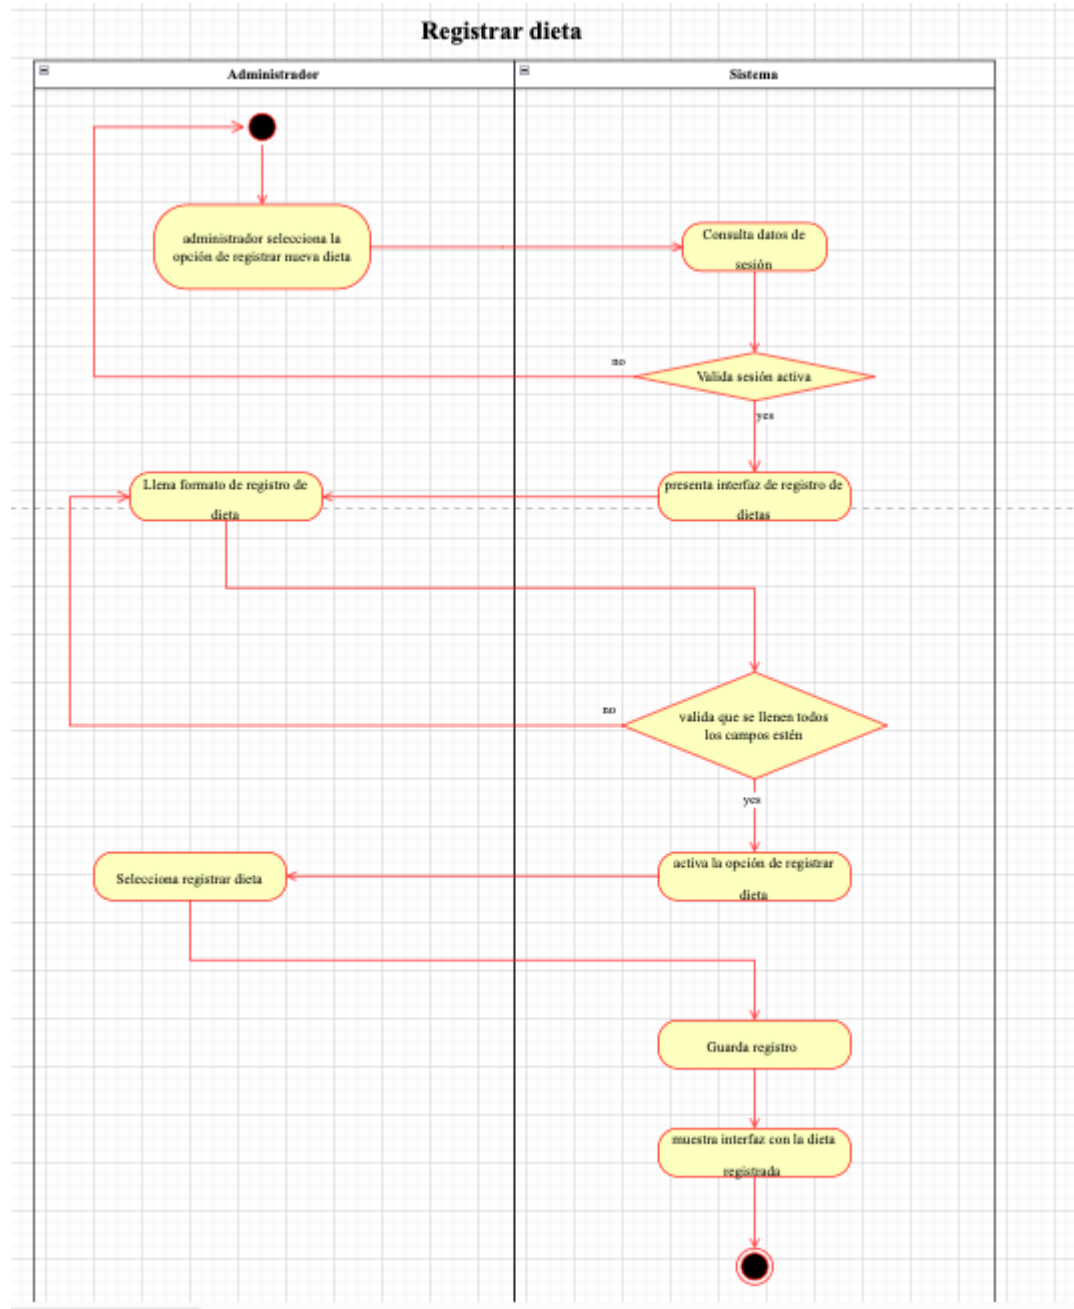 Registrar dieta
Administrador
Sistema
administrador selecciona la
opción de registrar nueva dieta
Consulta datos de
sesión
no
Valida sesión activa
yes
Llena formato de registro de
dieta
presenta interfaz de registro de
dietas
no
valida que se llenen todos
los campos estén
yes
Selecciona registrar dieta
activa la opción de registrar
dieta
Guarda registro
muestra interfaz con la dieta
registrada